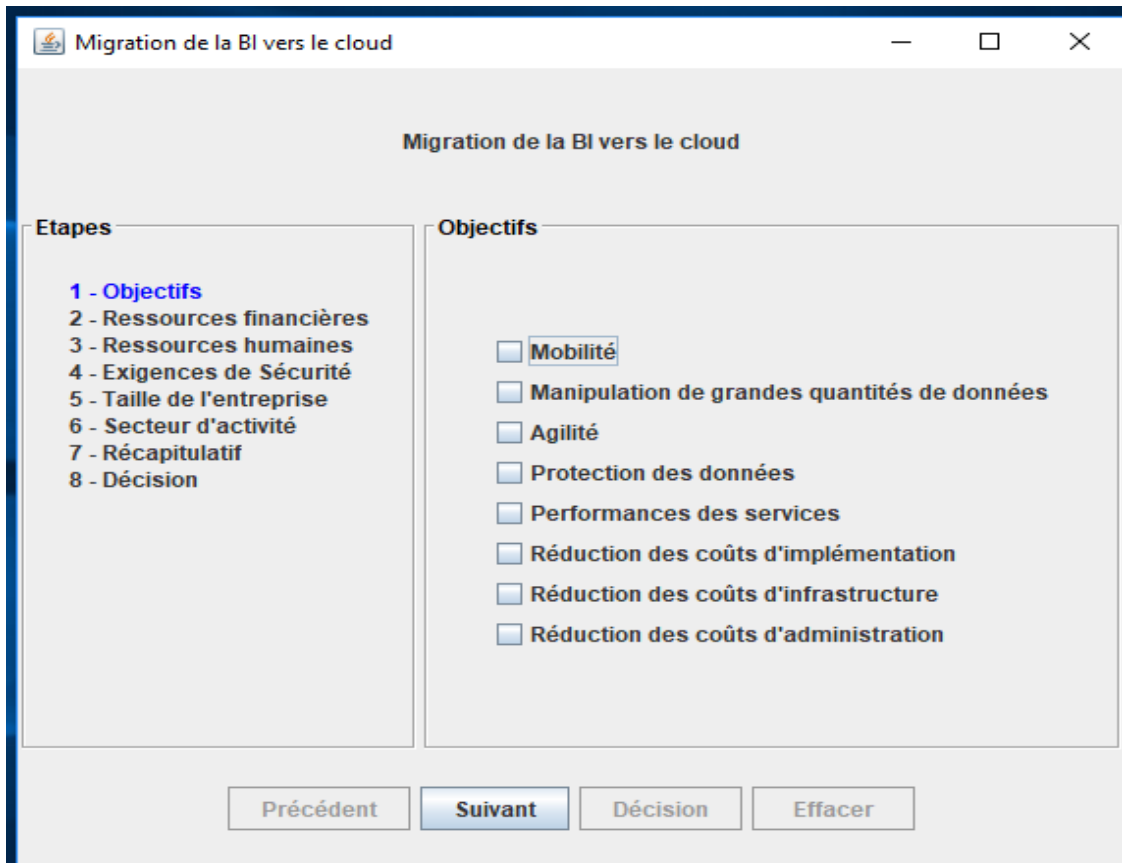 Migration de la BI vers le cloud
Migration de la BI vers le cloud
Etapes
1 - Objectifs
2 - Ressources financières
3 - Ressources humaines
4 - Exigences de Sécurité
5 - Taille de l'entreprise
6 - Secteur d'activité
7 - Récapitulatif
8 - Décision
Objectifs
Mobilité
Manipulation de grandes quantités de données
Agilité
Protection des données
Performances des services
Réduction des coûts d'implémentation
Réduction des coûts d'infrastructure
Réduction des coûts d'administration
Précédent Suivant Décision Effacer